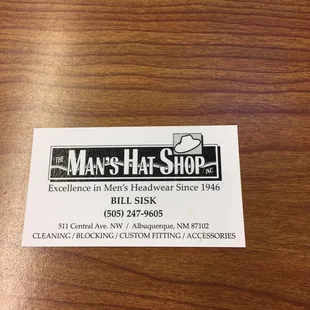 THE MAN'S HAT SHOP INC.
Excellence in Men's Headwear Since 1946
BILL SISK
(505) 247-9605
511 Central Ave. NW / Albuquerque, NM 87102
CLEANING / BLOCKING / CUSTOM FITTING / ACCESSORIES